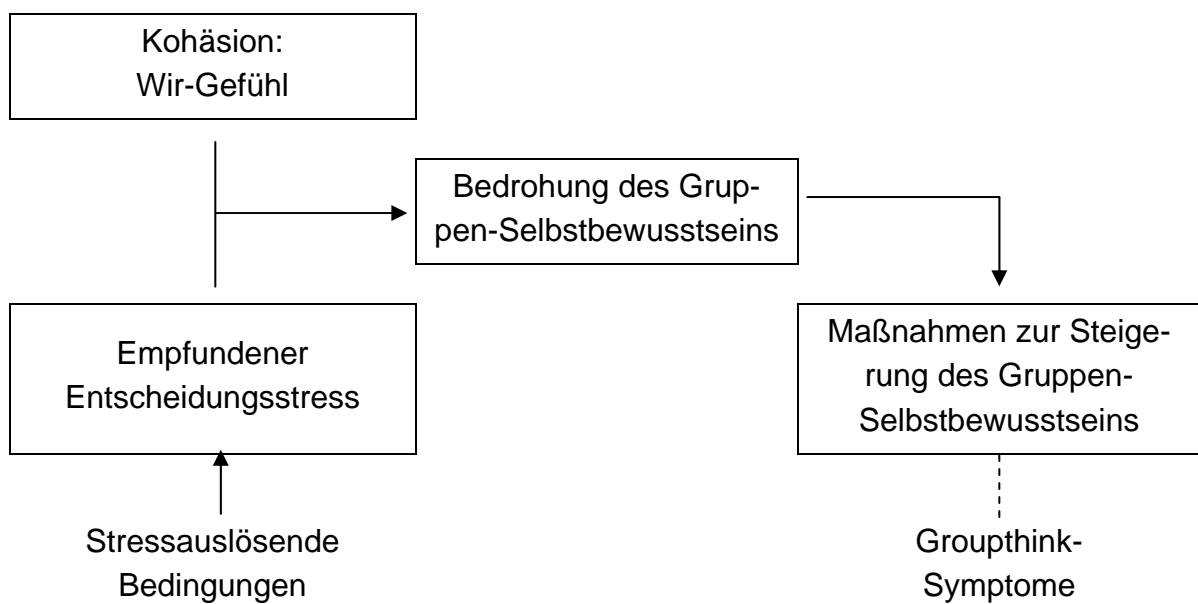 Kohäsion:
Wir-Gefühl
Bedrohung des Grup-
pen-Selbstbewusstseins
Empfundener
Entscheidungsstress
Maßnahmen zur Steige-
rung des Gruppen-
Selbstbewusstseins
Stressauslösende
Bedingungen
Groupthink-
Symptome